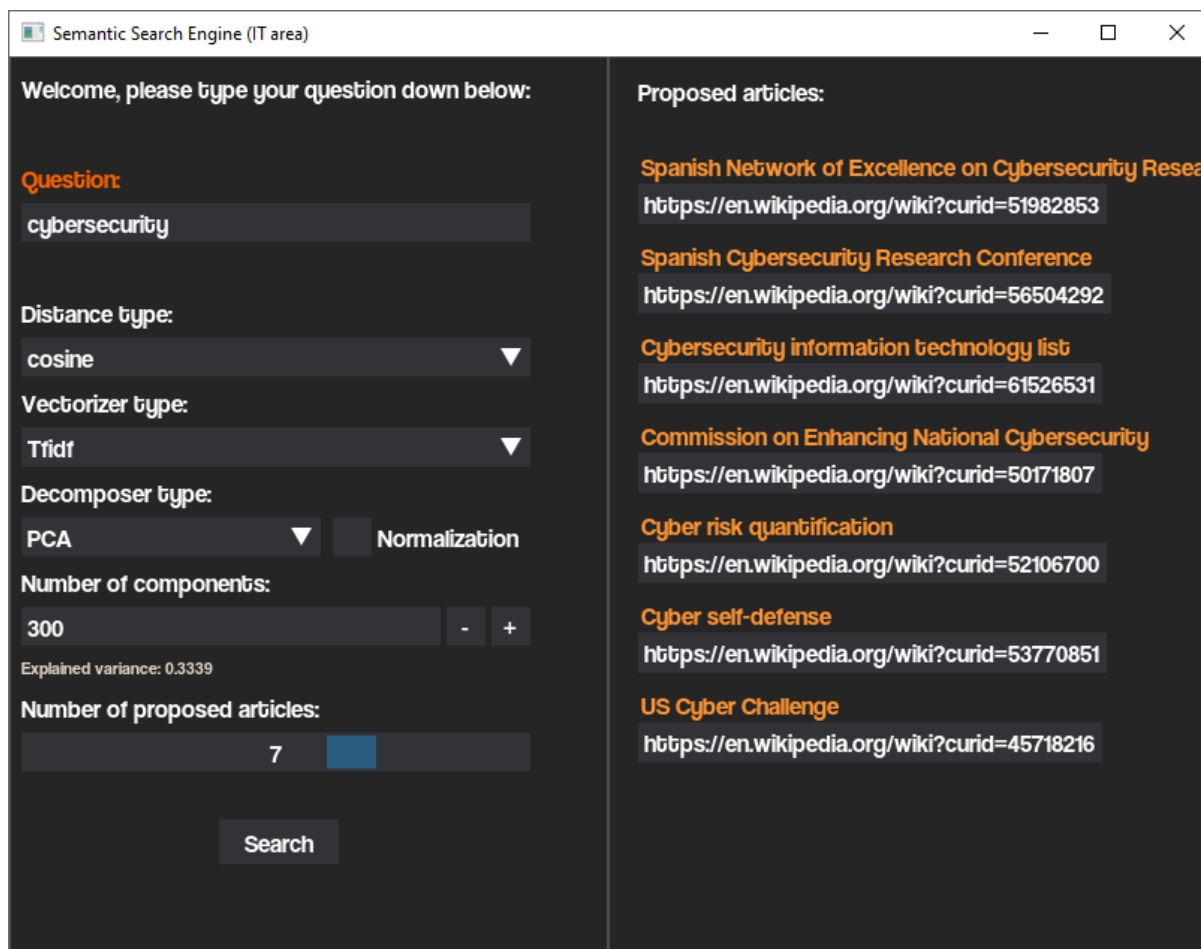 Semantic Search Engine (IT area)
Welcome, please type your question down below:
Question:
cybersecurity
Distance type:
cosine
Vectorizer type:
Tfidf
Decomposer type:
PCA
Normalization
Number of components:
300
-
+
Explained variance: 0.3339
Number of proposed articles:
7
Search
Proposed articles:
Spanish Network of Excellence on Cybersecurity Resea
https://en.wikipedia.org/wiki?curid=51982853
Spanish Cybersecurity Research Conference
https://en.wikipedia.org/wiki?curid=56504292
Cybersecurity information technology list
https://en.wikipedia.org/wiki?curid=61526531
Commission on Enhancing National Cybersecurity
https://en.wikipedia.org/wiki?curid=50171807
Cyber risk quantification
https://en.wikipedia.org/wiki?curid=52106700
Cyber self-defense
https://en.wikipedia.org/wiki?curid=53770851
US Cyber Challenge
https://en.wikipedia.org/wiki?curid=45718216